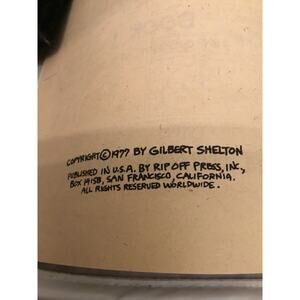 COPYRIGHT©1977 BY GILBERT SHELTON
PUBLISHED IN U.S.A. BY RIP OFF PRESS, INC.,
BOX 14158, SAN FRANCISCO, CALIFORNIA.
ALL RIGHTS RESERVED WORLDWIDE.